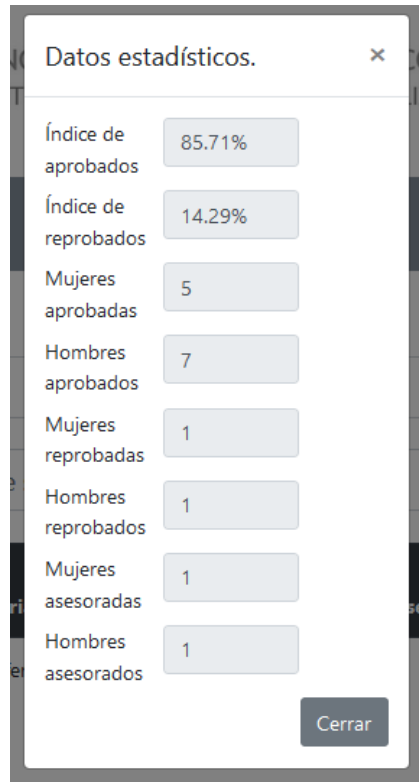 Datos estadísticos. ×
Índice de
aprobados
85.71%
Índice de
reprobados
14.29%
Mujeres
aprobadas
5
Hombres
aprobados
7
Mujeres
reprobadas
1
Hombres
reprobados
1
Mujeres
asesoradas
1
Hombres
asesorados
1
Cerrar